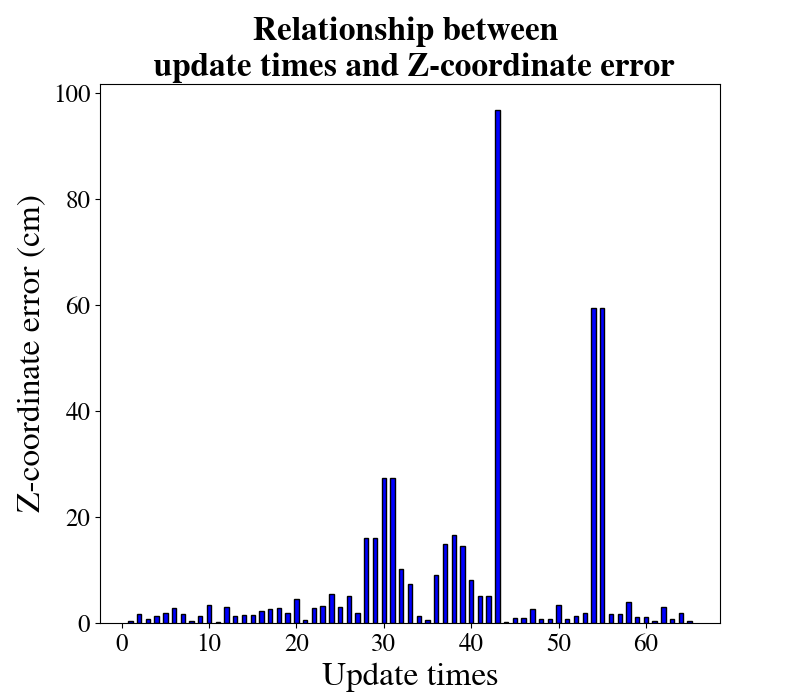 Relationship between
update times and Z-coordinate error
100
80
60
40
20
0
Z-coordinate error (cm)
0 10 20 30 40 50 60
Update times